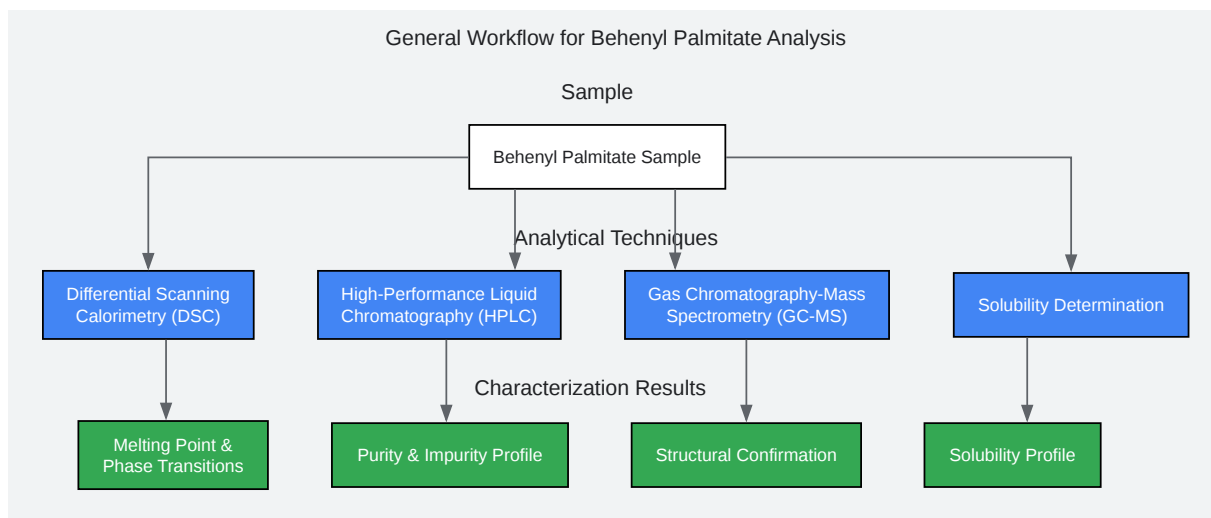 General Workflow for Behenyl Palmitate Analysis
Sample
Behenyl Palmitate Sample
Analytical Techniques
Differential Scanning
Calorimetry (DSC)
High-Performance Liquid
Chromatography (HPLC)
Gas Chromatography-Mass
Spectrometry (GC-MS)
Solubility Determination
Characterization Results
Melting Point &
Phase Transitions
Purity & Impurity Profile
Structural Confirmation
Solubility Profile